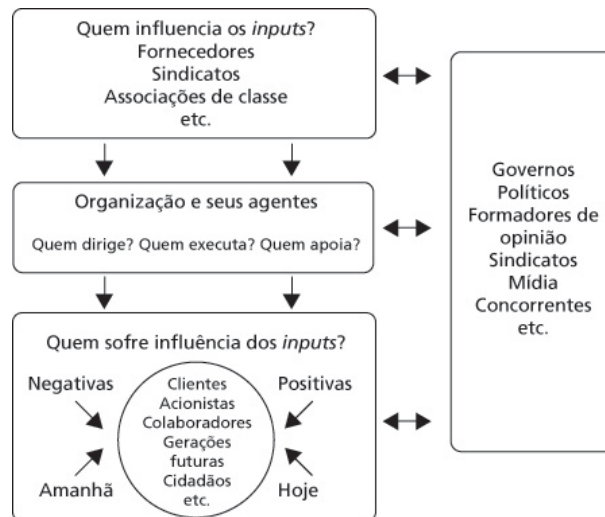 Quem influencia os inputs?
Fornecedores
Sindicatos
Associações de classe
etc.
Organização e seus agentes
Quem dirige? Quem executa? Quem apoia?
Quem sofre influência dos inputs?
Negativas
Positivas
Clientes
Acionistas
Colaboradores
Gerações
futuras
Cidadãos
etc.
Amanhã
Hoje
Governos
Políticos
Formadores de
opinião
Sindicatos
Mídia
Concorrentes
etc.